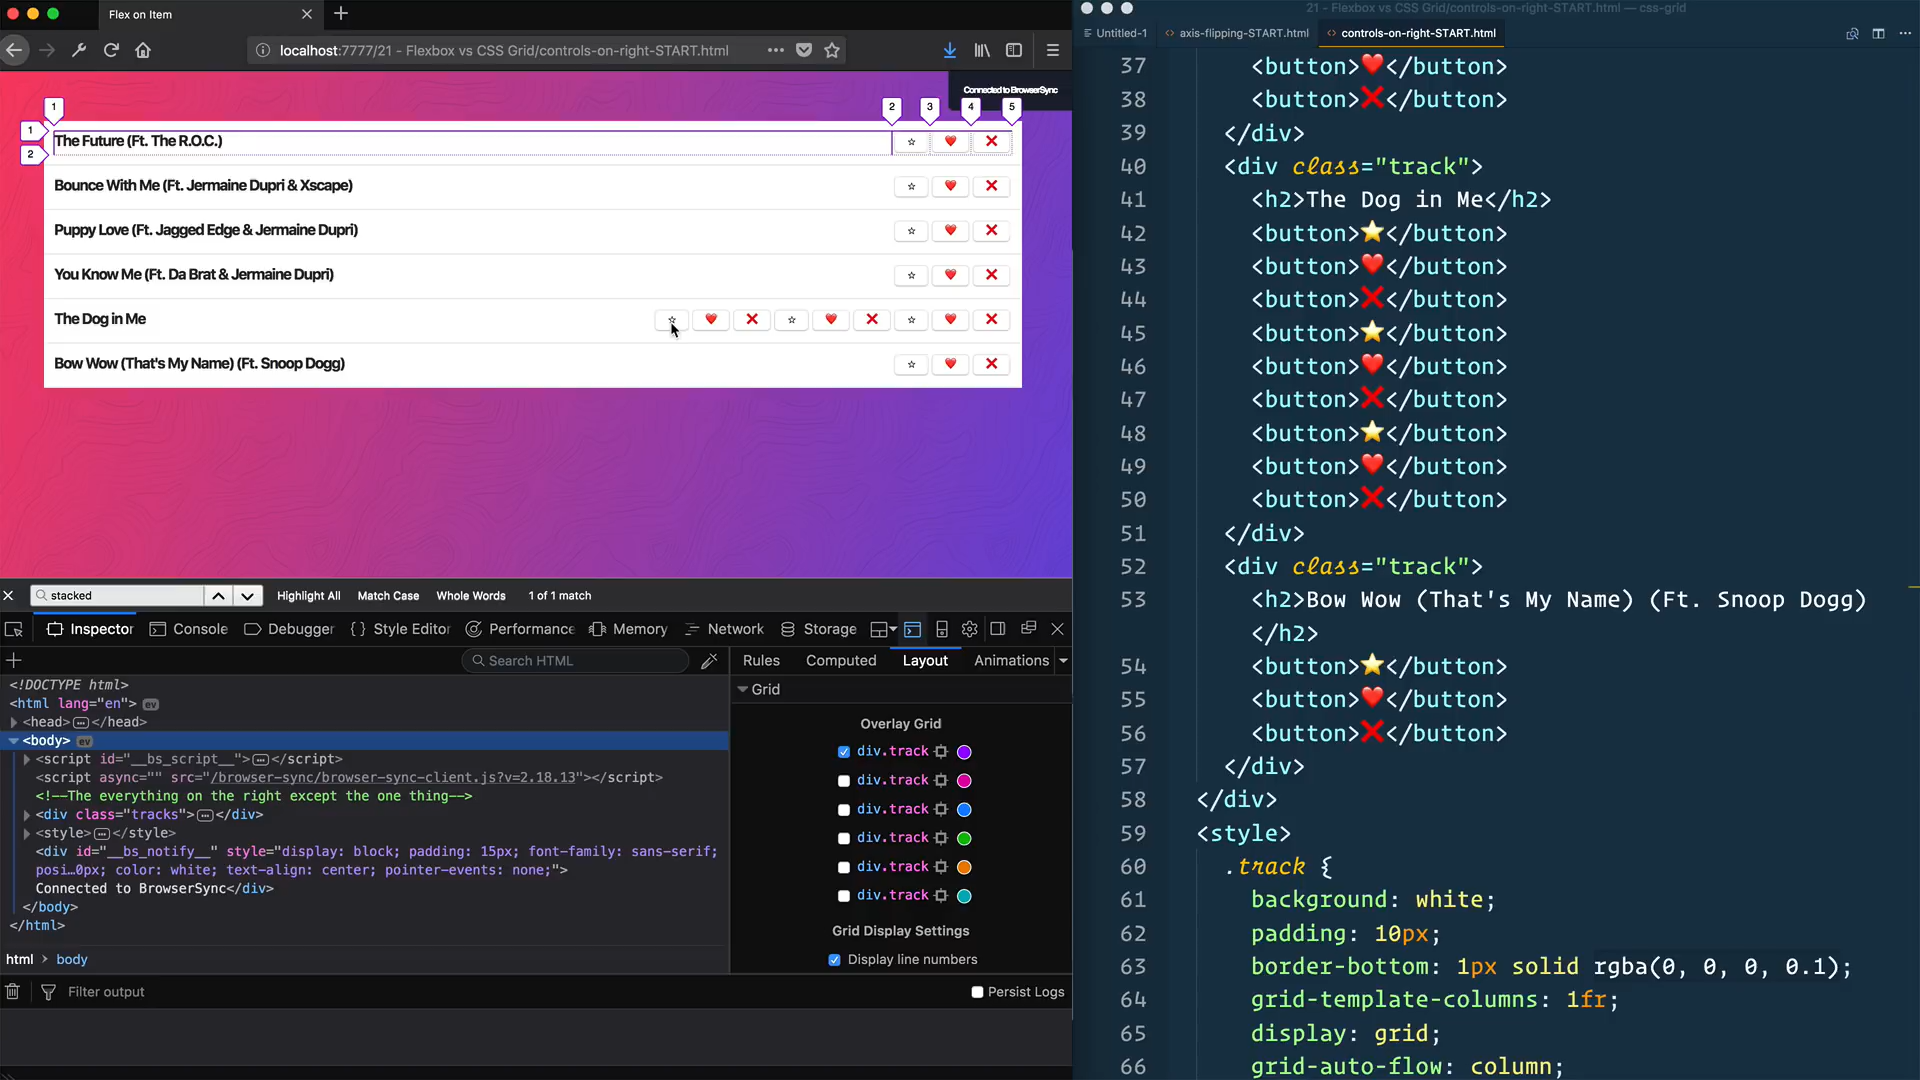 Flex on Item
localhost:7777/21 - Flexbox vs CSS Grid/controls-on-right-START.html
Connected to BrowserSync
1 2 3 4 5
1
2
The Future (Ft. The R.O.C.)
Bounce With Me (Ft. Jermaine Dupri & Xscape)
Puppy Love (Ft. Jagged Edge & Jermaine Dupri)
You Know Me (Ft. Da Brat & Jermaine Dupri)
The Dog in Me
Bow Wow (That's My Name) (Ft. Snoop Dogg)
stacked Highlight All Match Case Whole Words 1 of 1 match
Inspector Console Debugger Style Editor Performance Memory Network Storage
Search HTML
<!DOCTYPE html>
<html lang="en"> ev
<head>…</head>
<body> ev
<script id="__bs_script__">…</script>
<script async="" src="/browser-sync/browser-sync-client.js?v=2.18.13"></script>
<!--The everything on the right except the one thing-->
<div class="tracks">…</div>
<style>…</style>
<div id="__bs_notify__" style="display: block; padding: 15px; font-family: sans-serif;
posi…0px; color: white; text-align: center; pointer-events: none;">
Connected to BrowserSync</div>
</body>
</html>
html > body
Filter output
Persist Logs
Rules Computed Layout Animations
Grid
Overlay Grid
div.track
div.track
div.track
div.track
div.track
div.track
Grid Display Settings
Display line numbers
21 - Flexbox vs CSS Grid/controls-on-right-START.html — css-grid
Untitled-1 axis-flipping-START.html controls-on-right-START.html
37 <button>❤️</button>
38 <button>❌</button>
39 </div>
40 <div class="track">
41 <h2>The Dog in Me</h2>
42 <button>⭐</button>
43 <button>❤️</button>
44 <button>❌</button>
45 <button>⭐</button>
46 <button>❤️</button>
47 <button>❌</button>
48 <button>⭐</button>
49 <button>❤️</button>
50 <button>❌</button>
51 </div>
52 <div class="track">
53 <h2>Bow Wow (That's My Name) (Ft. Snoop Dogg)
</h2>
54 <button>⭐</button>
55 <button>❤️</button>
56 <button>❌</button>
57 </div>
58 </div>
59 <style>
60 .track {
61 background: white;
62 padding: 10px;
63 border-bottom: 1px solid rgba(0, 0, 0, 0.1);
64 grid-template-columns: 1fr;
65 display: grid;
66 grid-auto-flow: column;